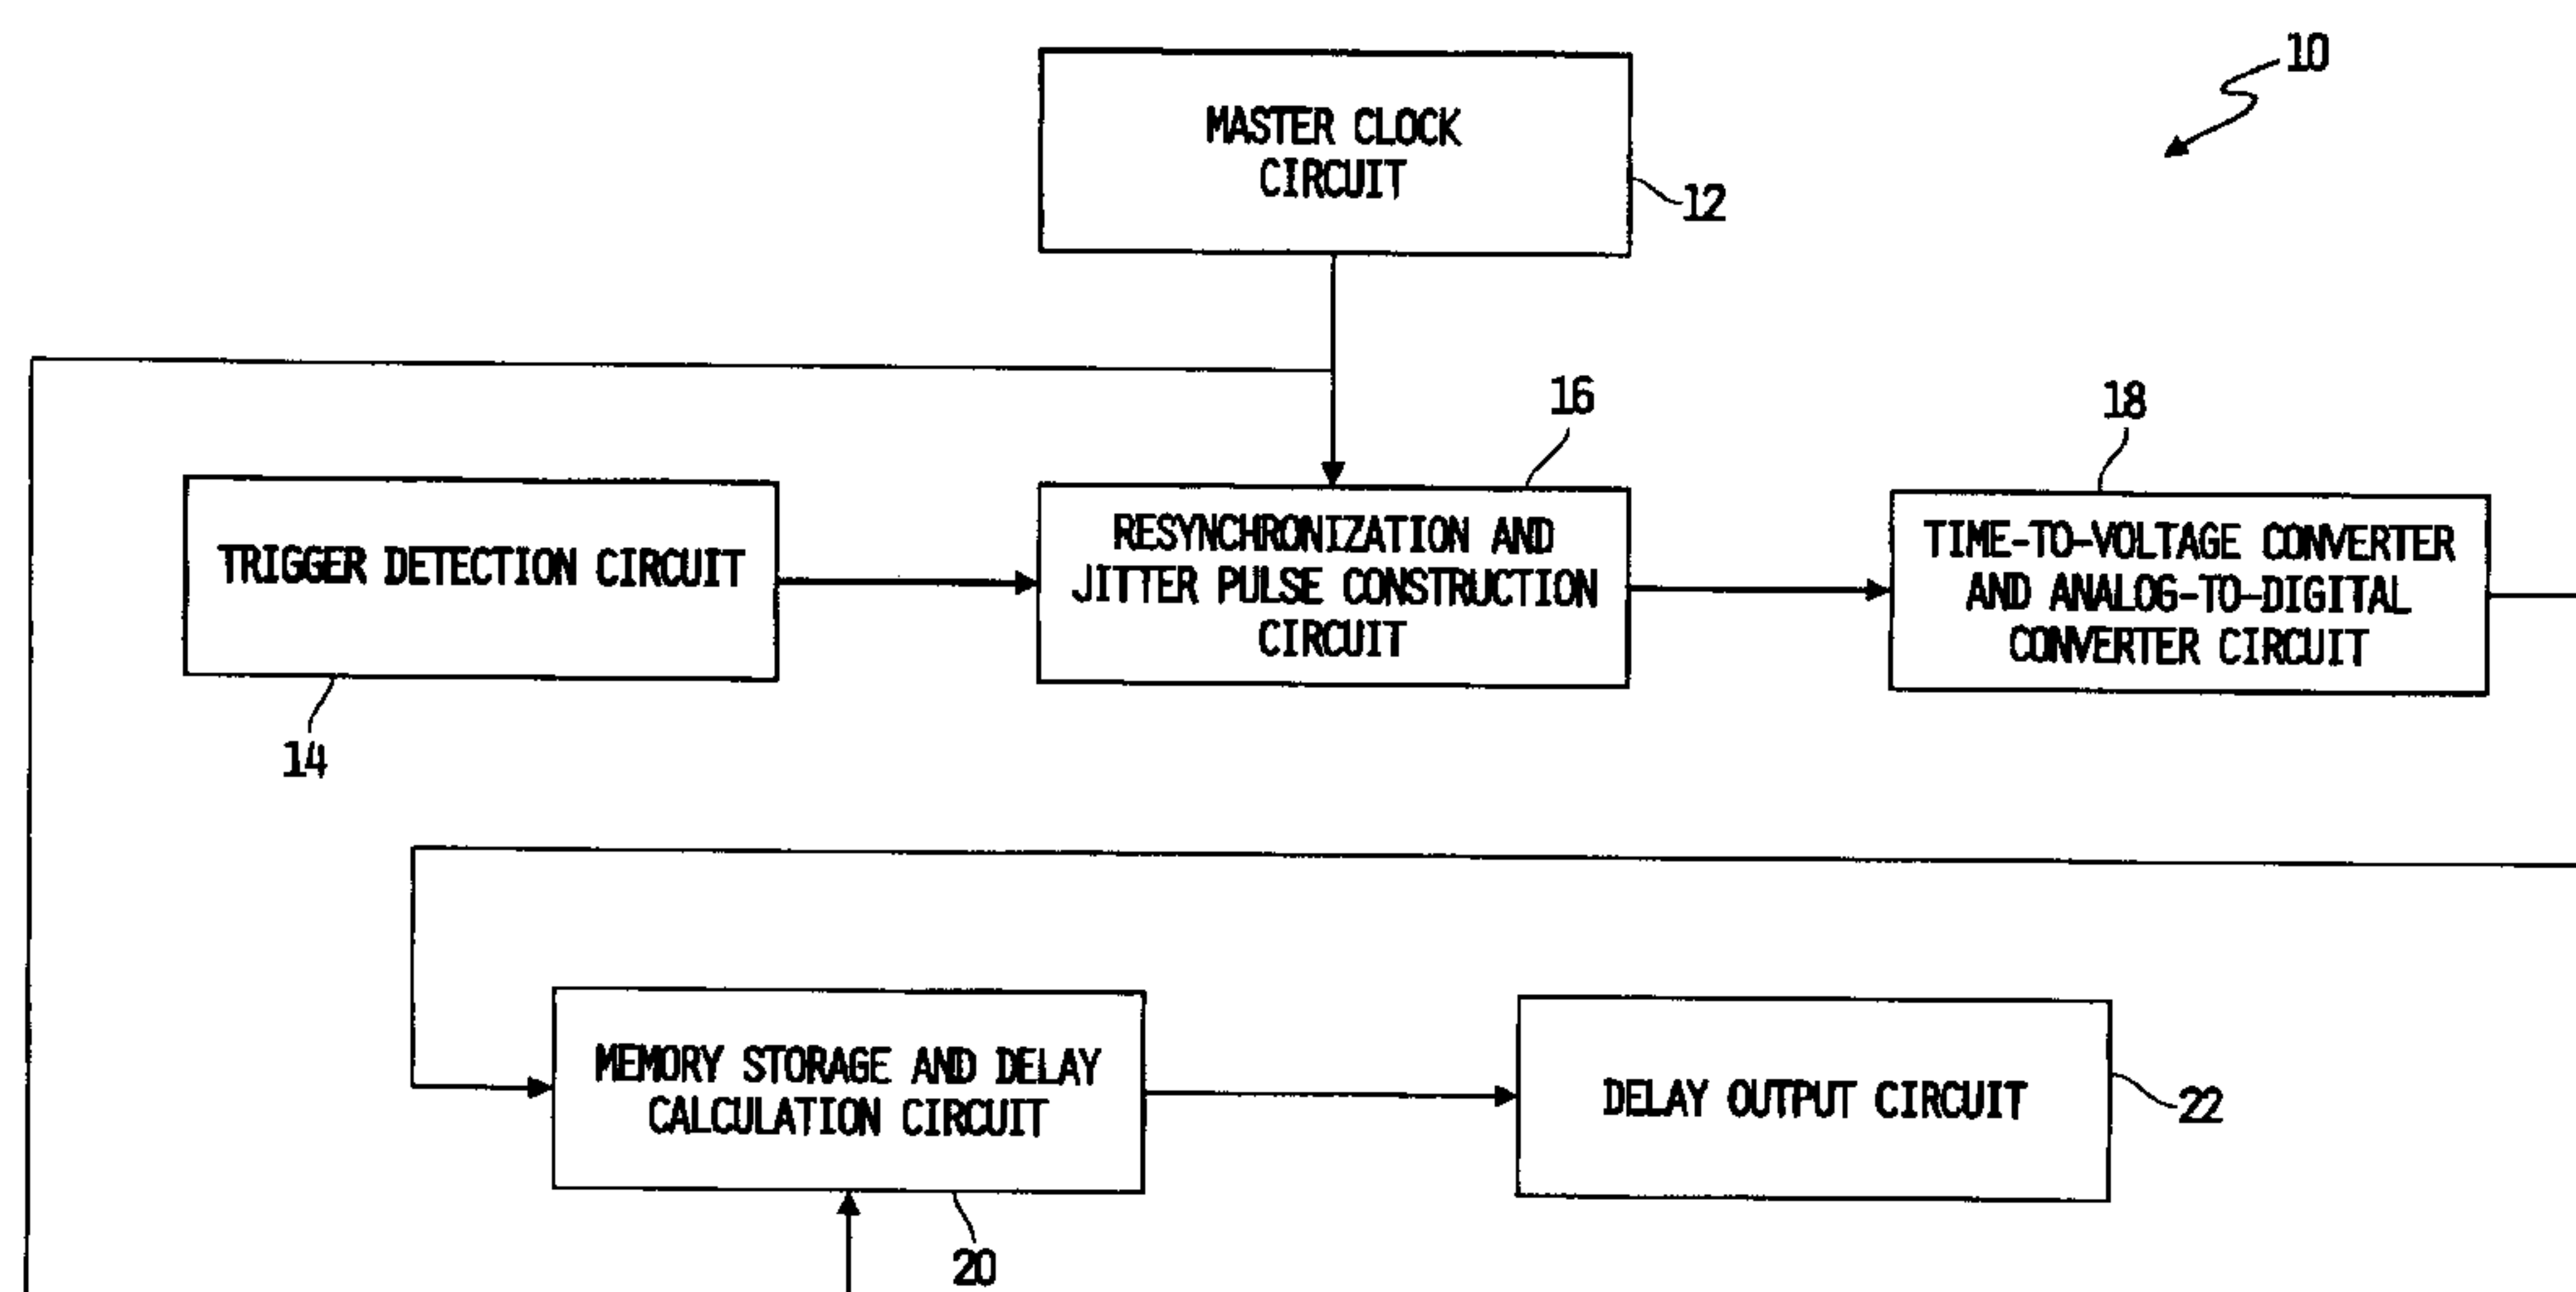 10
MASTER CLOCK
CIRCUIT
12
16
18
TRIGGER DETECTION CIRCUIT
RESYNCHRONIZATION AND
JITTER PULSE CONSTRUCTION
CIRCUIT
TIME-TO-VOLTAGE CONVERTER
AND ANALOG-TO-DIGITAL
CONVERTER CIRCUIT
14
MEMORY STORAGE AND DELAY
CALCULATION CIRCUIT
DELAY OUTPUT CIRCUIT
22
20